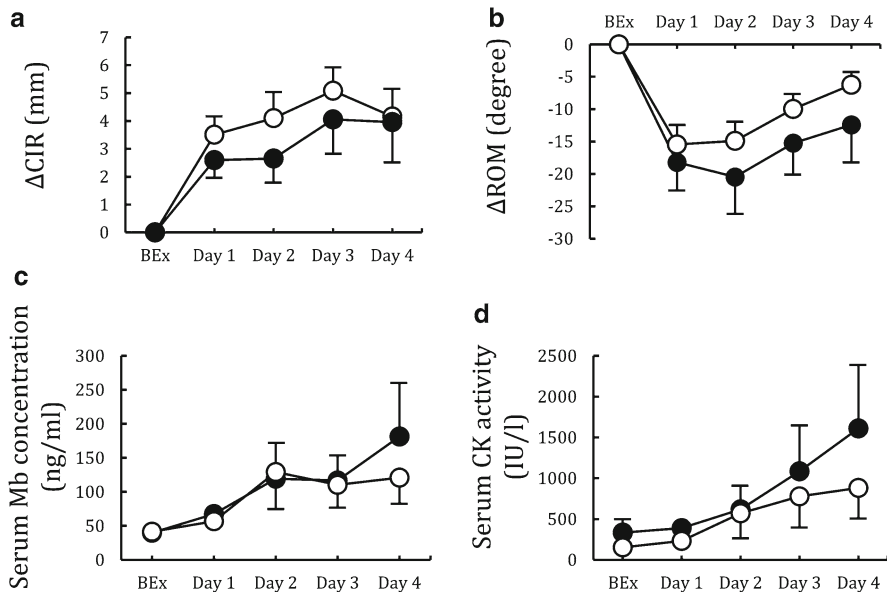 a
ΔCIR (mm)
7
6
5
4
3
2
1
0
BEx Day 1 Day 2 Day 3 Day 4
b
ΔROM (degree)
BEx Day 1 Day 2 Day 3 Day 4
0
-5
-10
-15
-20
-25
-30
c
Serum Mb concentration
(ng/ml)
300
250
200
150
100
50
0
BEx Day 1 Day 2 Day 3 Day 4
d
Serum CK activity
(IU/l)
2500
2000
1500
1000
500
0
BEx Day 1 Day 2 Day 3 Day 4